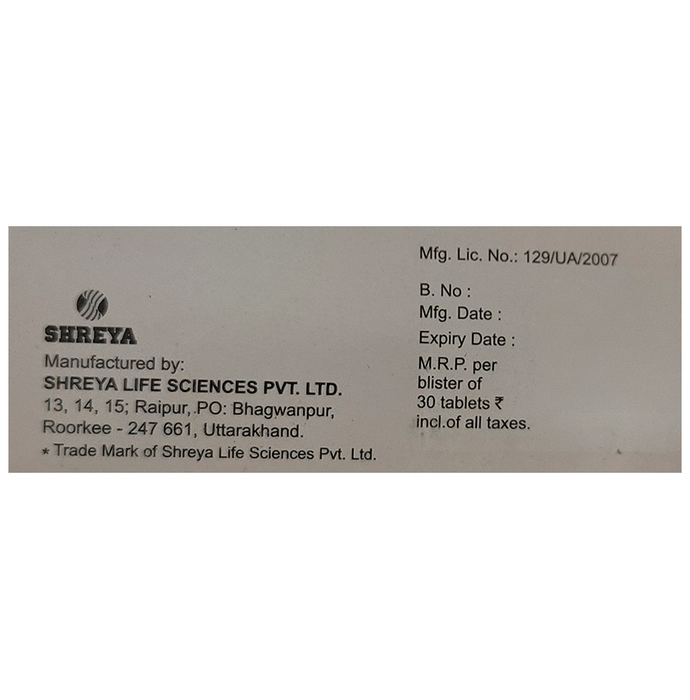 SHREYA
Manufactured by:
SHREYA LIFE SCIENCES PVT. LTD.
13, 14, 15; Raipur, PO: Bhagwanpur,
Roorkee - 247 661, Uttarakhand.
* Trade Mark of Shreya Life Sciences Pvt. Ltd.
Mfg. Lic. No.: 129/UA/2007
B. No :
Mfg. Date :
Expiry Date :
M.R.P. per
blister of
30 tablets ₹
incl.of all taxes.